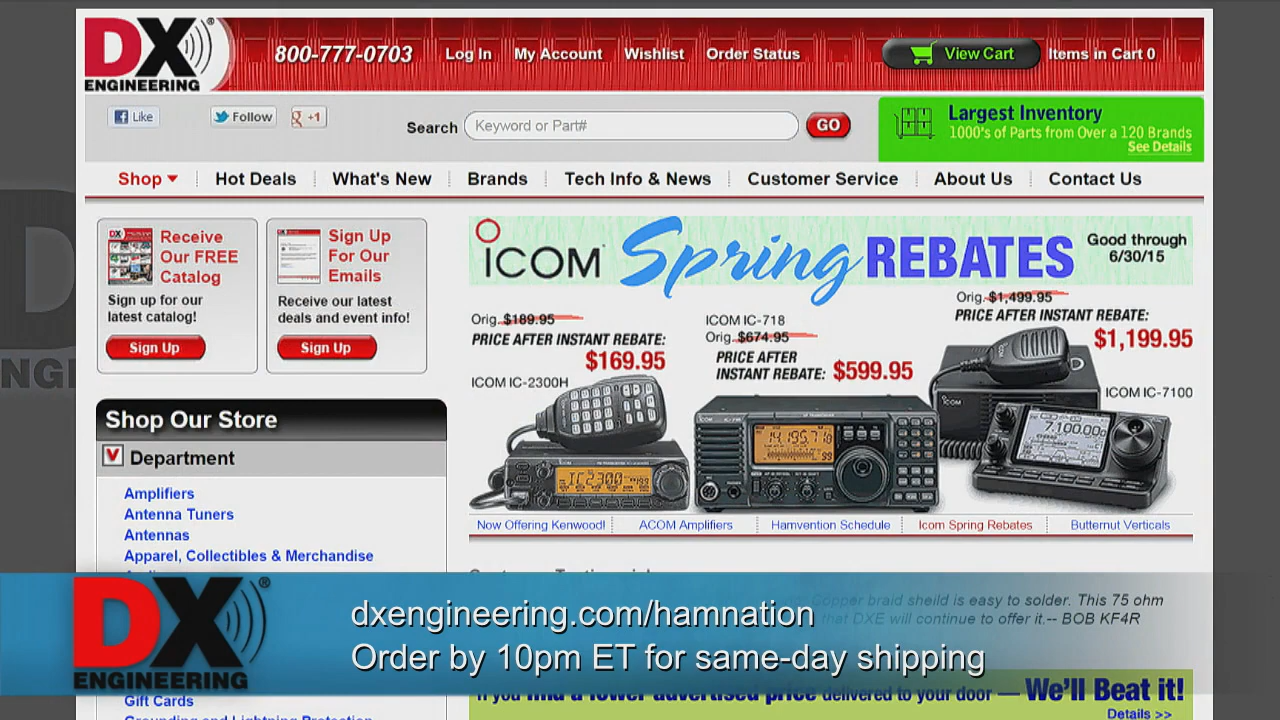 DX ®
ENGINEERING
800-777-0703
Log In
My Account
Wishlist
Order Status
View Cart
Items in Cart 0
Like
Follow
+1
Search
Keyword or Part#
GO
Largest Inventory
1000's of Parts from Over a 120 Brands
See Details
Shop
Hot Deals
What's New
Brands
Tech Info & News
Customer Service
About Us
Contact Us
Receive
Our FREE
Catalog
Sign up for our
latest catalog!
Sign Up
Sign Up
For Our
Emails
Receive our latest
deals and event info!
Sign Up
ICOM® Spring REBATES
Good through
6/30/15
Orig. $189.95
PRICE AFTER INSTANT REBATE:
$169.95
ICOM IC-2300H
ICOM IC-718
Orig. $674.95
PRICE AFTER
INSTANT REBATE: $599.95
Orig. $1,499.95
PRICE AFTER INSTANT REBATE:
$1,199.95
ICOM IC-7100
Now Offering Kenwood!
ACOM Amplifiers
Hamvention Schedule
Icom Spring Rebates
Butternut Verticals
Shop Our Store
Department
Amplifiers
Antenna Tuners
Antennas
Apparel, Collectibles & Merchandise
Copper braid sheild is easy to solder. This 75 ohm
that DXE will continue to offer it.-- BOB KF4R
DX ®
ENGINEERING
dxengineering.com/hamnation
Order by 10pm ET for same-day shipping
Gift Cards
Grounding and Lightning Protection
If you find a lower advertised price delivered to your door — We'll Beat it!
Details >>